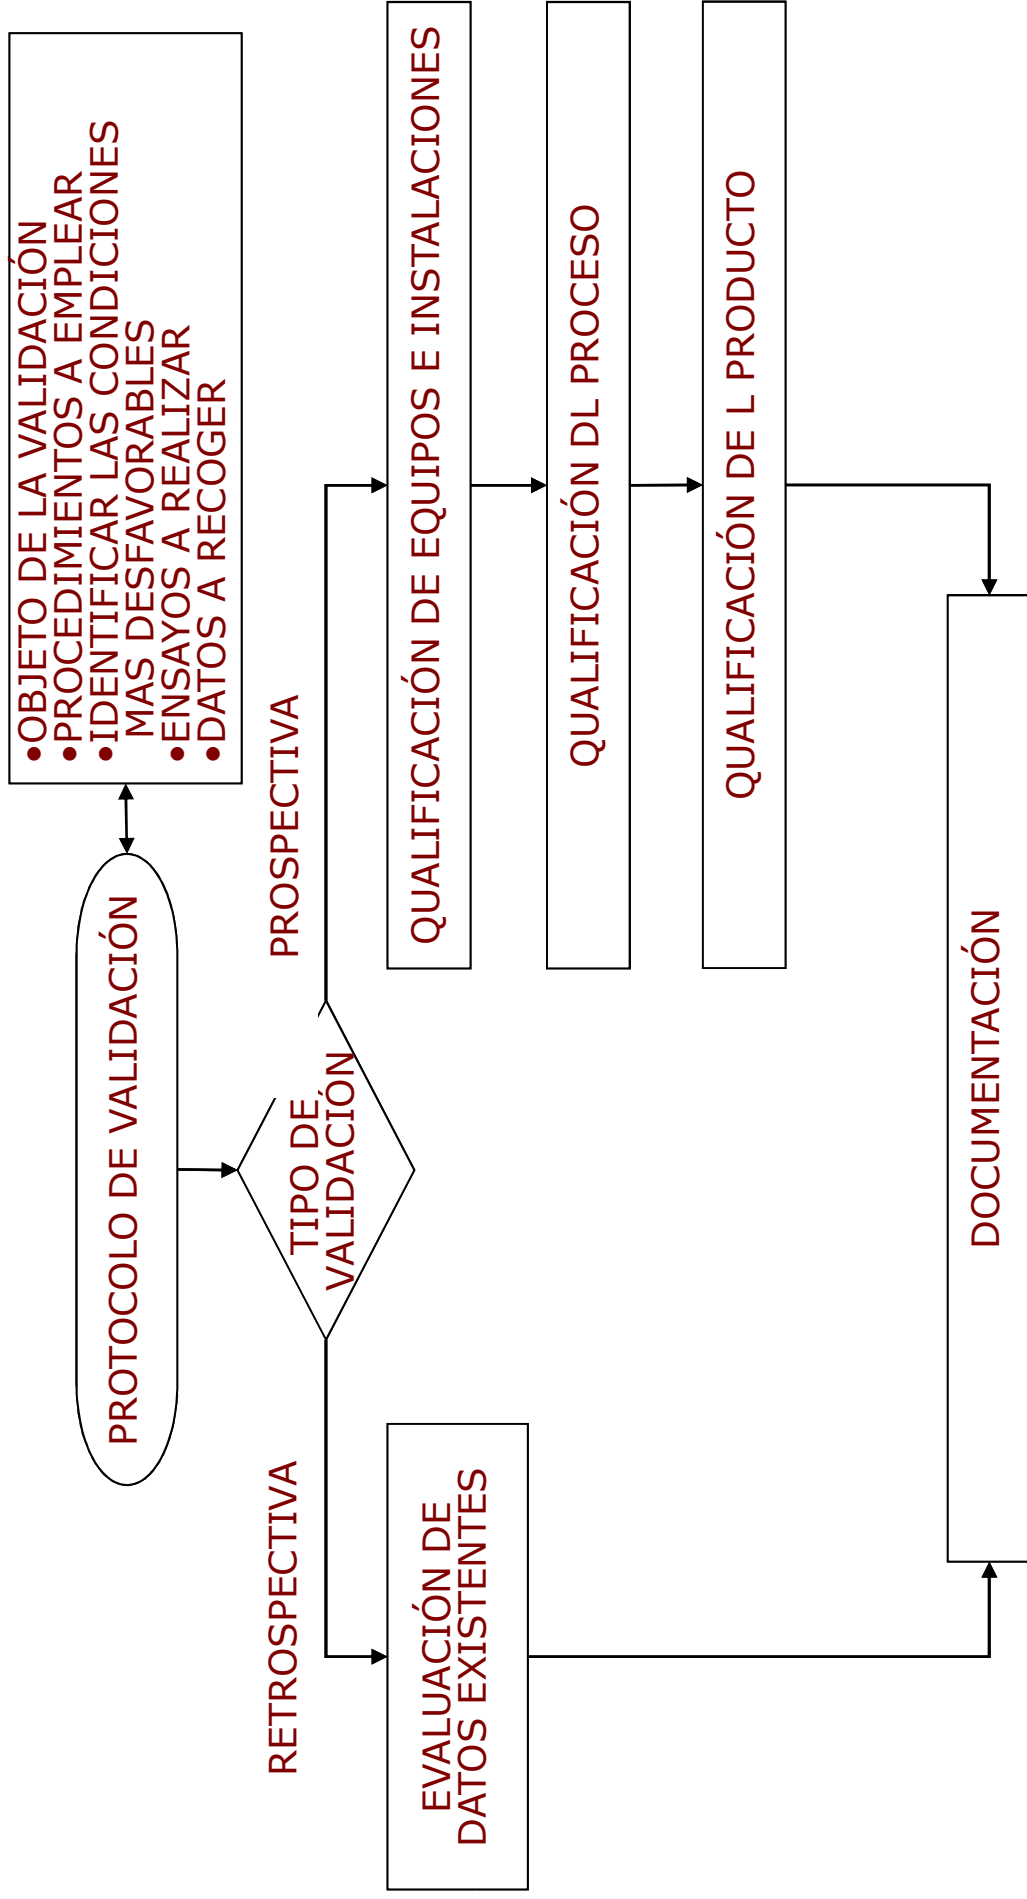 PROTOCOLO DE VALIDACIÓN
•OBJETO DE LA VALIDACIÓN
•PROCEDIMIENTOS A EMPLEAR
•IDENTIFICAR LAS CONDICIONES
MAS DESFAVORABLES
•ENSAYOS A REALIZAR
•DATOS A RECOGER
TIPO DE
VALIDACIÓN
RETROSPECTIVA
PROSPECTIVA
EVALUACIÓN DE
DATOS EXISTENTES
QUALIFICACIÓN DE EQUIPOS E INSTALACIONES
QUALIFICACIÓN DL PROCESO
QUALIFICACIÓN DE L PRODUCTO
DOCUMENTACIÓN